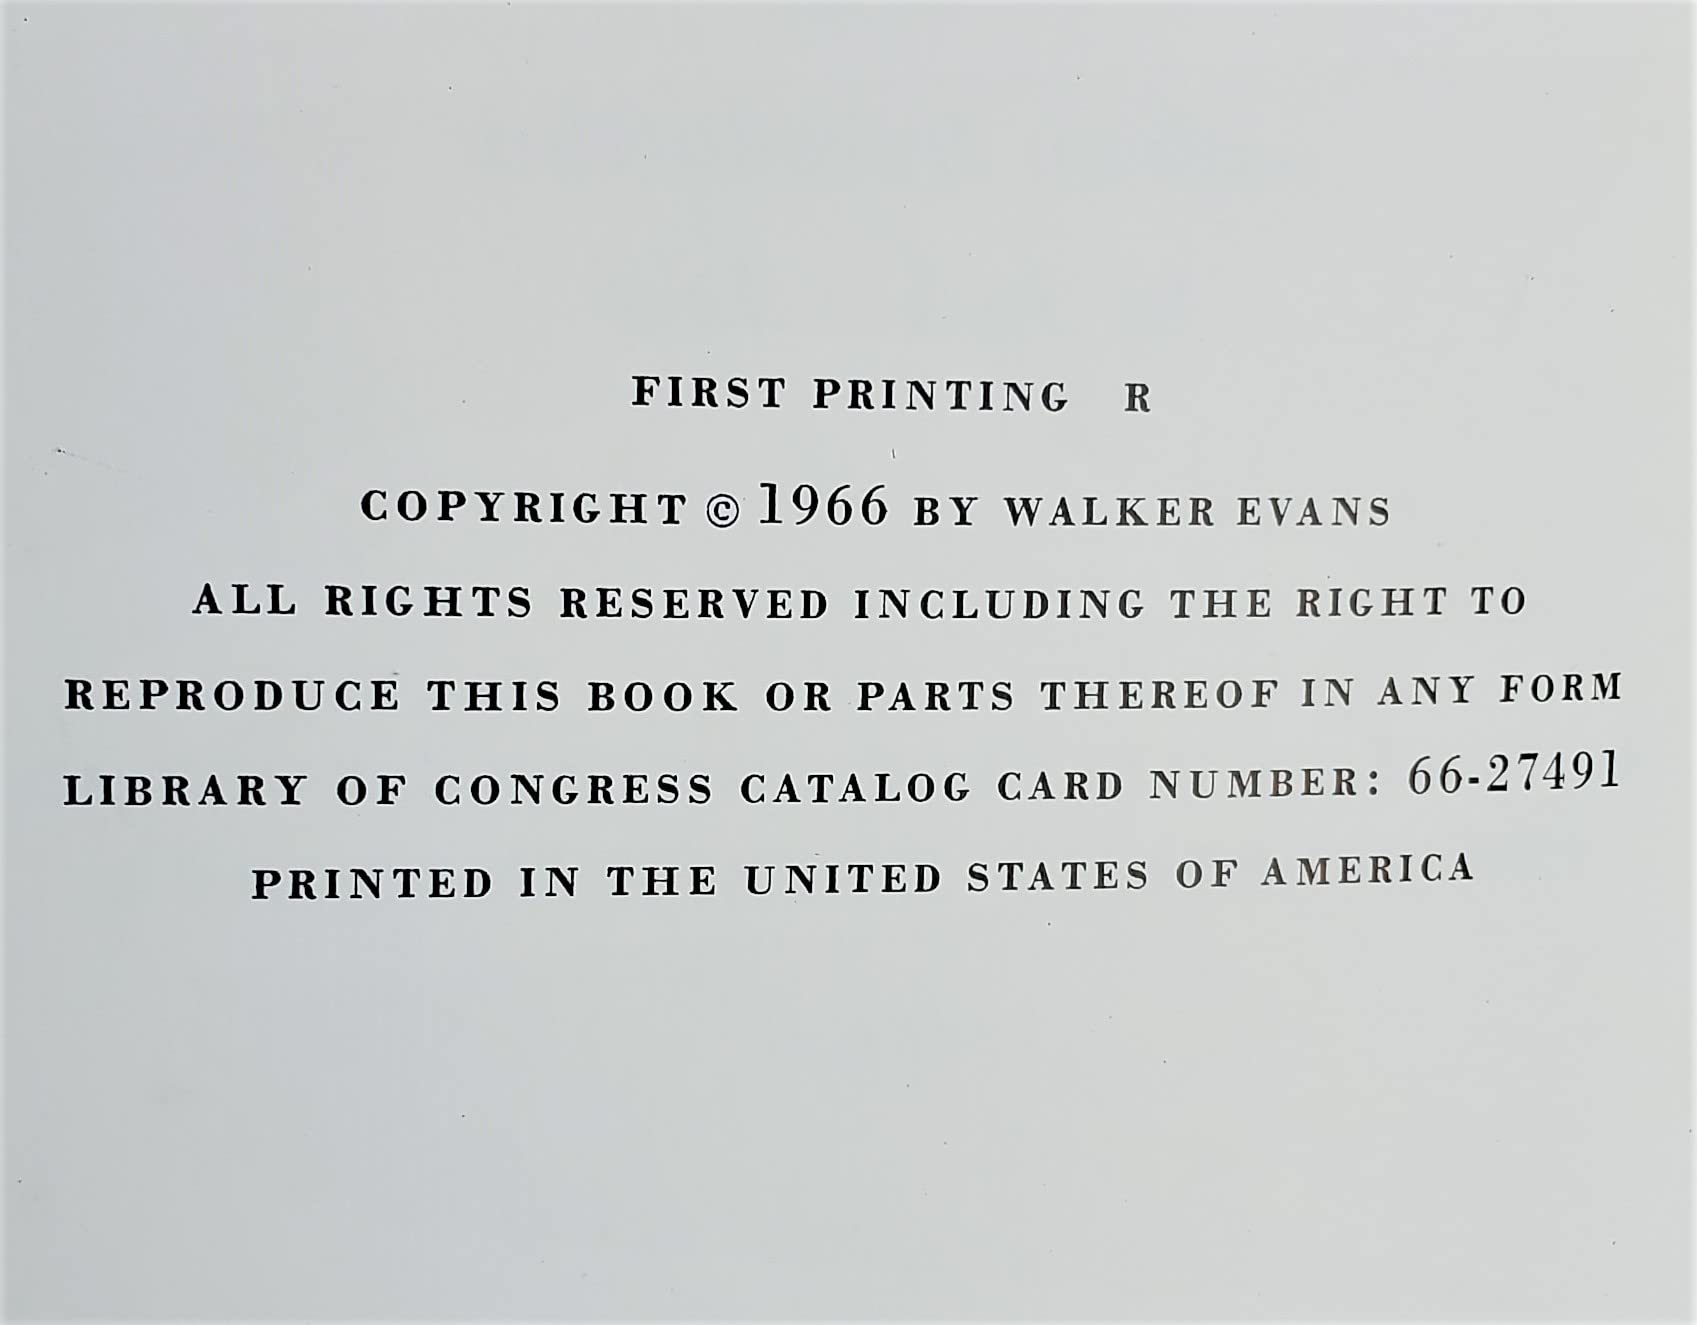 FIRST PRINTING R
COPYRIGHT © 1966 BY WALKER EVANS
ALL RIGHTS RESERVED INCLUDING THE RIGHT TO
REPRODUCE THIS BOOK OR PARTS THEREOF IN ANY FORM
LIBRARY OF CONGRESS CATALOG CARD NUMBER: 66-27491
PRINTED IN THE UNITED STATES OF AMERICA